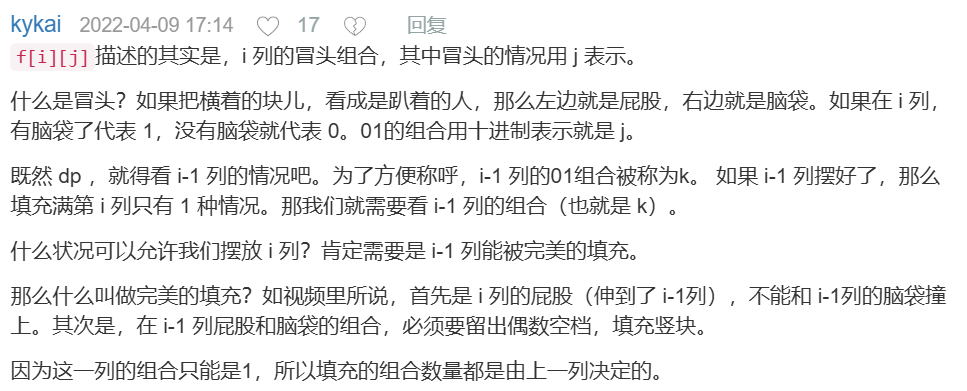 kykai 2022-04-09 17:14 17 回复
f[i][j]描述的其实是，i 列的冒头组合，其中冒头的情况用 j 表示。
什么是冒头？如果把横着的块儿，看成是趴着的人，那么左边就是屁股，右边就是脑袋。如果在 i 列，
有脑袋了代表 1，没有脑袋就代表 0。01的组合用十进制表示就是 j。
既然 dp ，就得看 i-1 列的情况吧。为了方便称呼，i-1 列的01组合被称为k。 如果 i-1 列摆好了，那么
填充满第 i 列只有 1 种情况。那我们就需要看 i-1 列的组合（也就是 k）。
什么状况可以允许我们摆放 i 列？肯定需要是 i-1 列能被完美的填充。
那么什么叫做完美的填充？如视频里所说，首先是 i 列的屁股（伸到了 i-1列），不能和 i-1列的脑袋撞
上。其次是，在 i-1 列屁股和脑袋的组合，必须要留出偶数空档，填充竖块。
因为这一列的组合只能是1，所以填充的组合数量都是由上一列决定的。